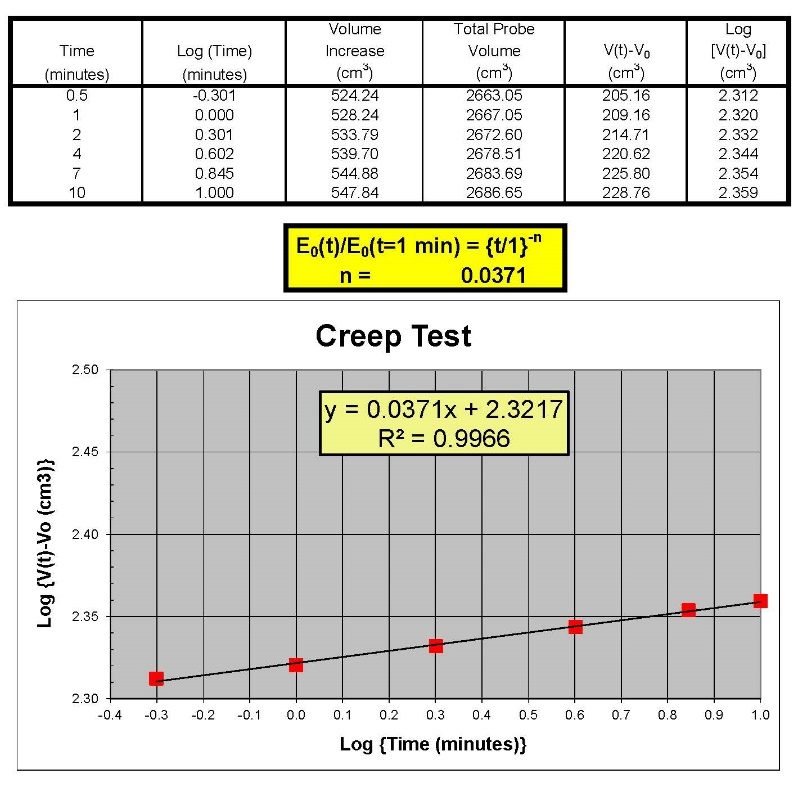 Time (minutes) Log (Time) (minutes) Volume Increase (cm³) Total Probe Volume (cm³) V(t)-V₀ (cm³) Log [V(t)-V₀] (cm³)
0.5 -0.301 524.24 2663.05 205.16 2.312
1 0.000 528.24 2667.05 209.16 2.320
2 0.301 533.79 2672.60 214.71 2.332
4 0.602 539.70 2678.51 220.62 2.344
7 0.845 544.88 2683.69 225.80 2.354
10 1.000 547.84 2686.65 228.76 2.359
E₀(t)/E₀(t=1 min) = {t/1}⁻ⁿ
n = 0.0371
Creep Test
y = 0.0371x + 2.3217
R² = 0.9966
Log {V(t)-Vo (cm3)}
2.50
2.45
2.40
2.35
2.30
-0.4 -0.3 -0.2 -0.1 0.0 0.1 0.2 0.3 0.4 0.5 0.6 0.7 0.8 0.9 1.0
Log {Time (minutes)}